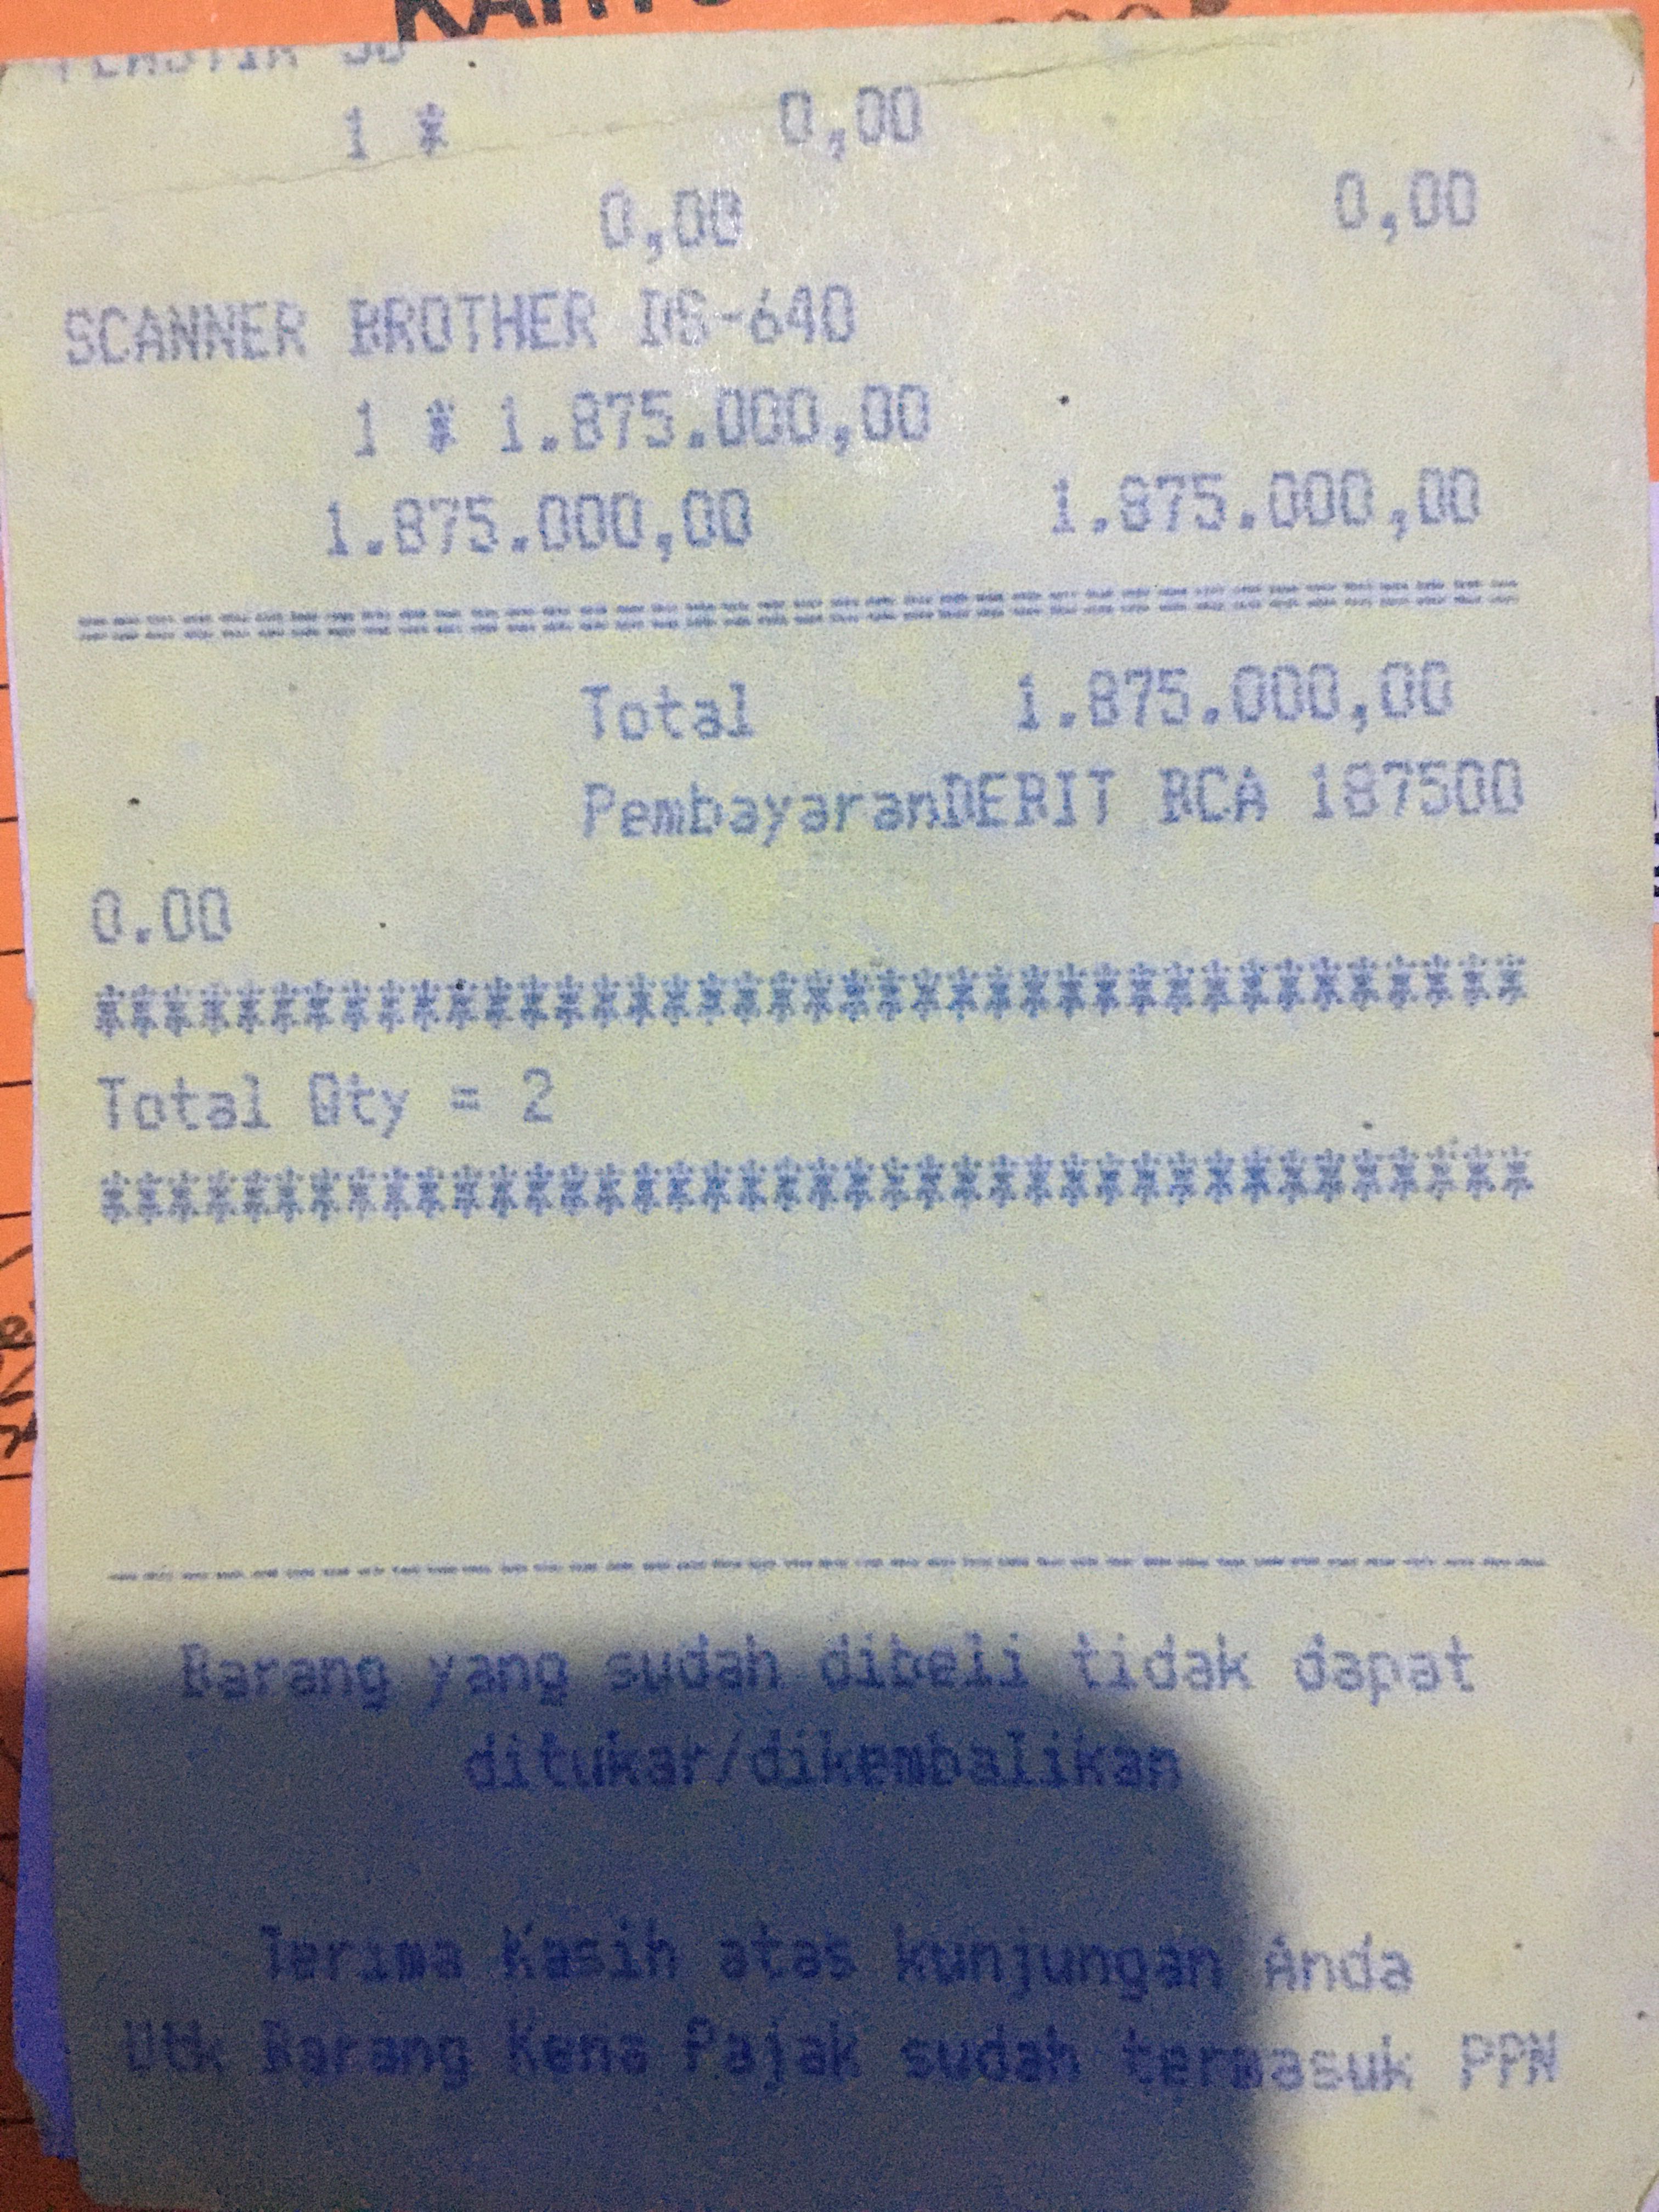 PLASTIK 30
1 * 0,00
0,00 0,00
SCANNER BROTHER DS-640
1 * 1.875.000,00
1.875.000,00 1.875.000,00
========================================
Total 1.875.000,00
PembayaranDEBIT BCA 187500
0.00
****************************************
Total Qty = 2
****************************************
----------------------------------------
Barang yang sudah dibeli tidak dapat
ditukar/dikembalikan
Terima Kasih atas kunjungan Anda
Utk Barang Kena Pajak sudah termasuk PPN